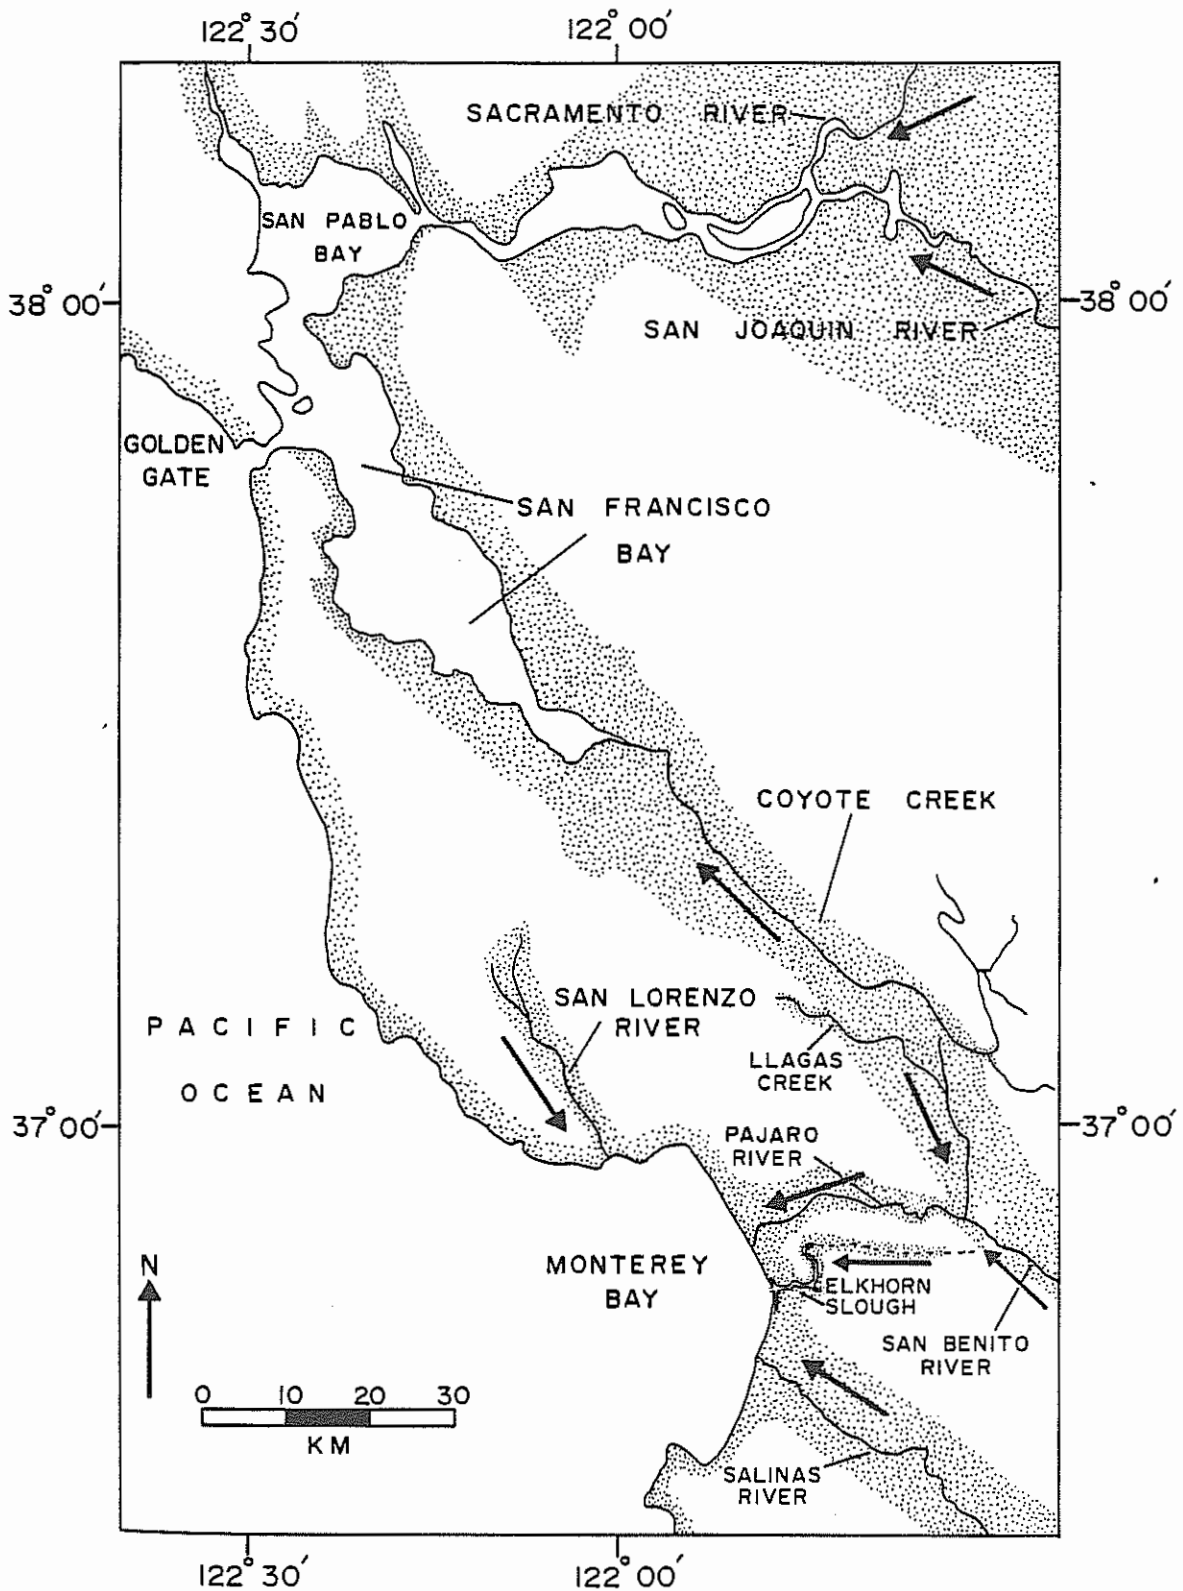 122° 30′
122° 00′
SACRAMENTO RIVER
SAN PABLO
BAY
38° 00′
38° 00′
SAN JOAQUIN RIVER
GOLDEN
GATE
SAN FRANCISCO
BAY
COYOTE CREEK
SAN LORENZO
RIVER
PACIFIC
OCEAN
LLAGAS
CREEK
37° 00′
37° 00′
PAJARO
RIVER
MONTEREY
BAY
N
ELKHORN
SLOUGH
SAN BENITO
RIVER
0 10 20 30
KM
SALINAS
RIVER
122° 30′
122° 00′